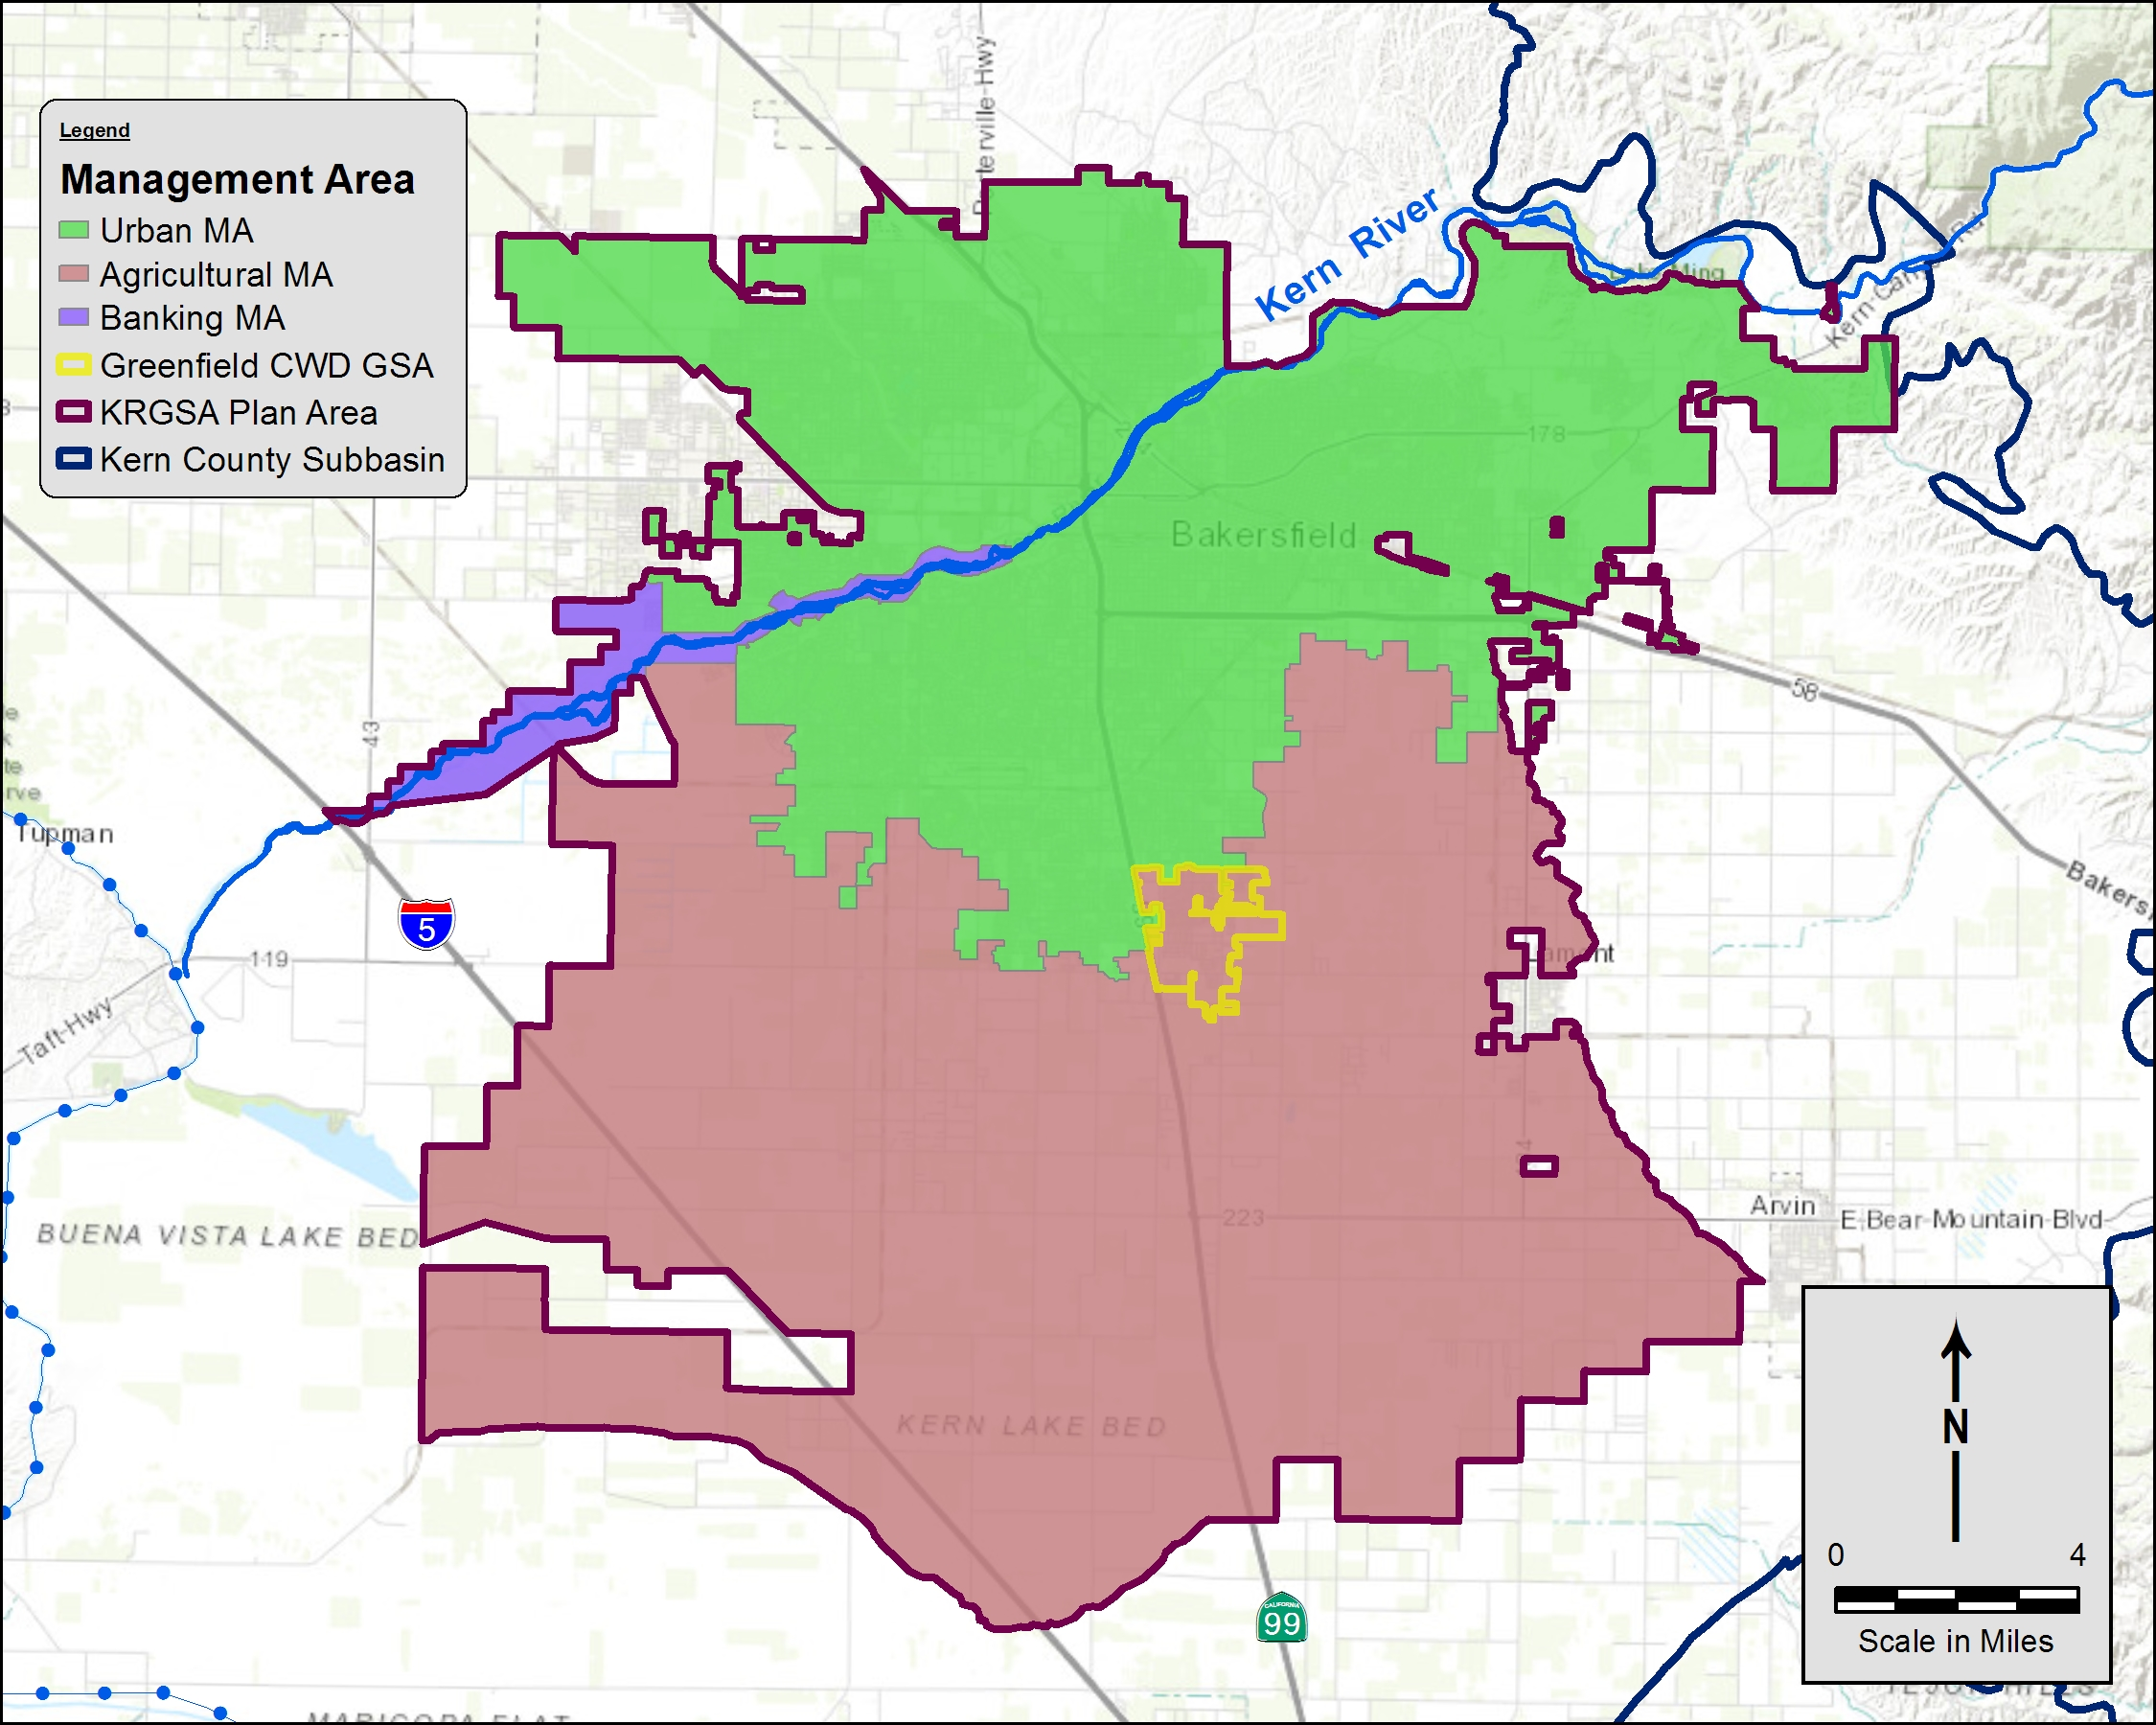 Legend
Management Area
Urban MA
Agricultural MA
Banking MA
Greenfield CWD GSA
KRGSA Plan Area
Kern County Subbasin
Kern River
178
Bakersfield
58
43
Tupman
5
119
Taft-Hwy
BUENA VISTA LAKE BED
223
Arvin
E-Bear-Mountain-Blvd
KERN LAKE BED
N
0 4
Scale in Miles
CALIFORNIA
99